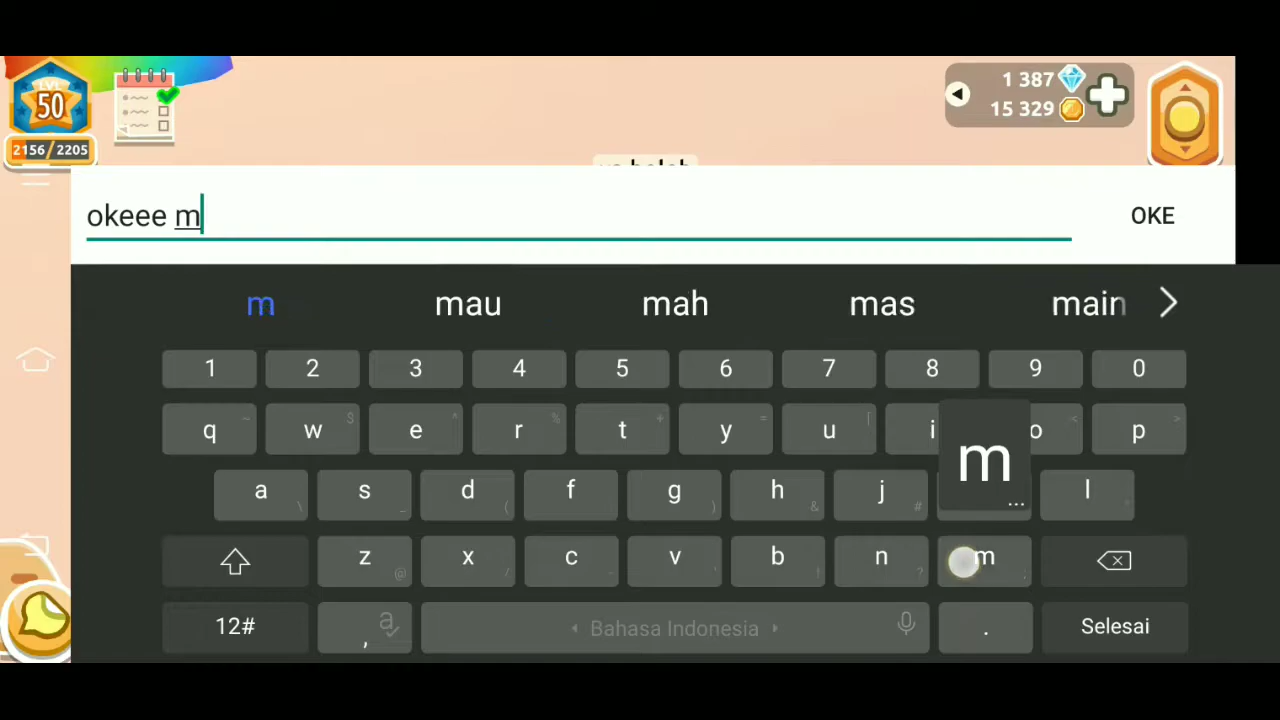 LVL
50
2156/2205
1 387
15 329
okeee m
OKE
m mau mah mas main
1 2 3 4 5 6 7 8 9 0
q w e r t y u i o p
m
a s d f g h j l
z x c v b n m
12# , Bahasa Indonesia . Selesai